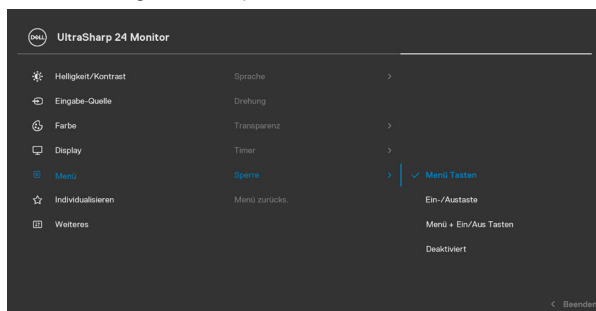 DELL UltraSharp 24 Monitor
Helligkeit/Kontrast Sprache
Eingabe-Quelle Drehung
Farbe Transparenz
Display Timer
Menü Sperre Menü Tasten
Individualisieren Menü zurücks. Ein-/Austaste
Weiteres Menü + Ein/Aus Tasten
Deaktiviert
Beenden